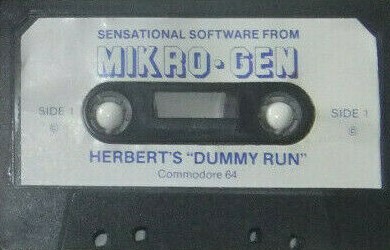 SENSATIONAL SOFTWARE FROM
MIKRO•GEN
SIDE 1 SIDE 1
© ©
HERBERT'S "DUMMY RUN"
Commodore 64